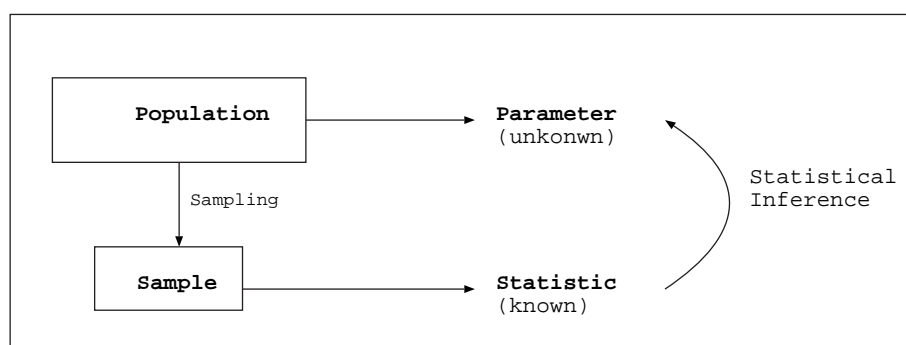 Population
Parameter
(unkonwn)
Sampling
Statistical
Inference
Sample
Statistic
(known)